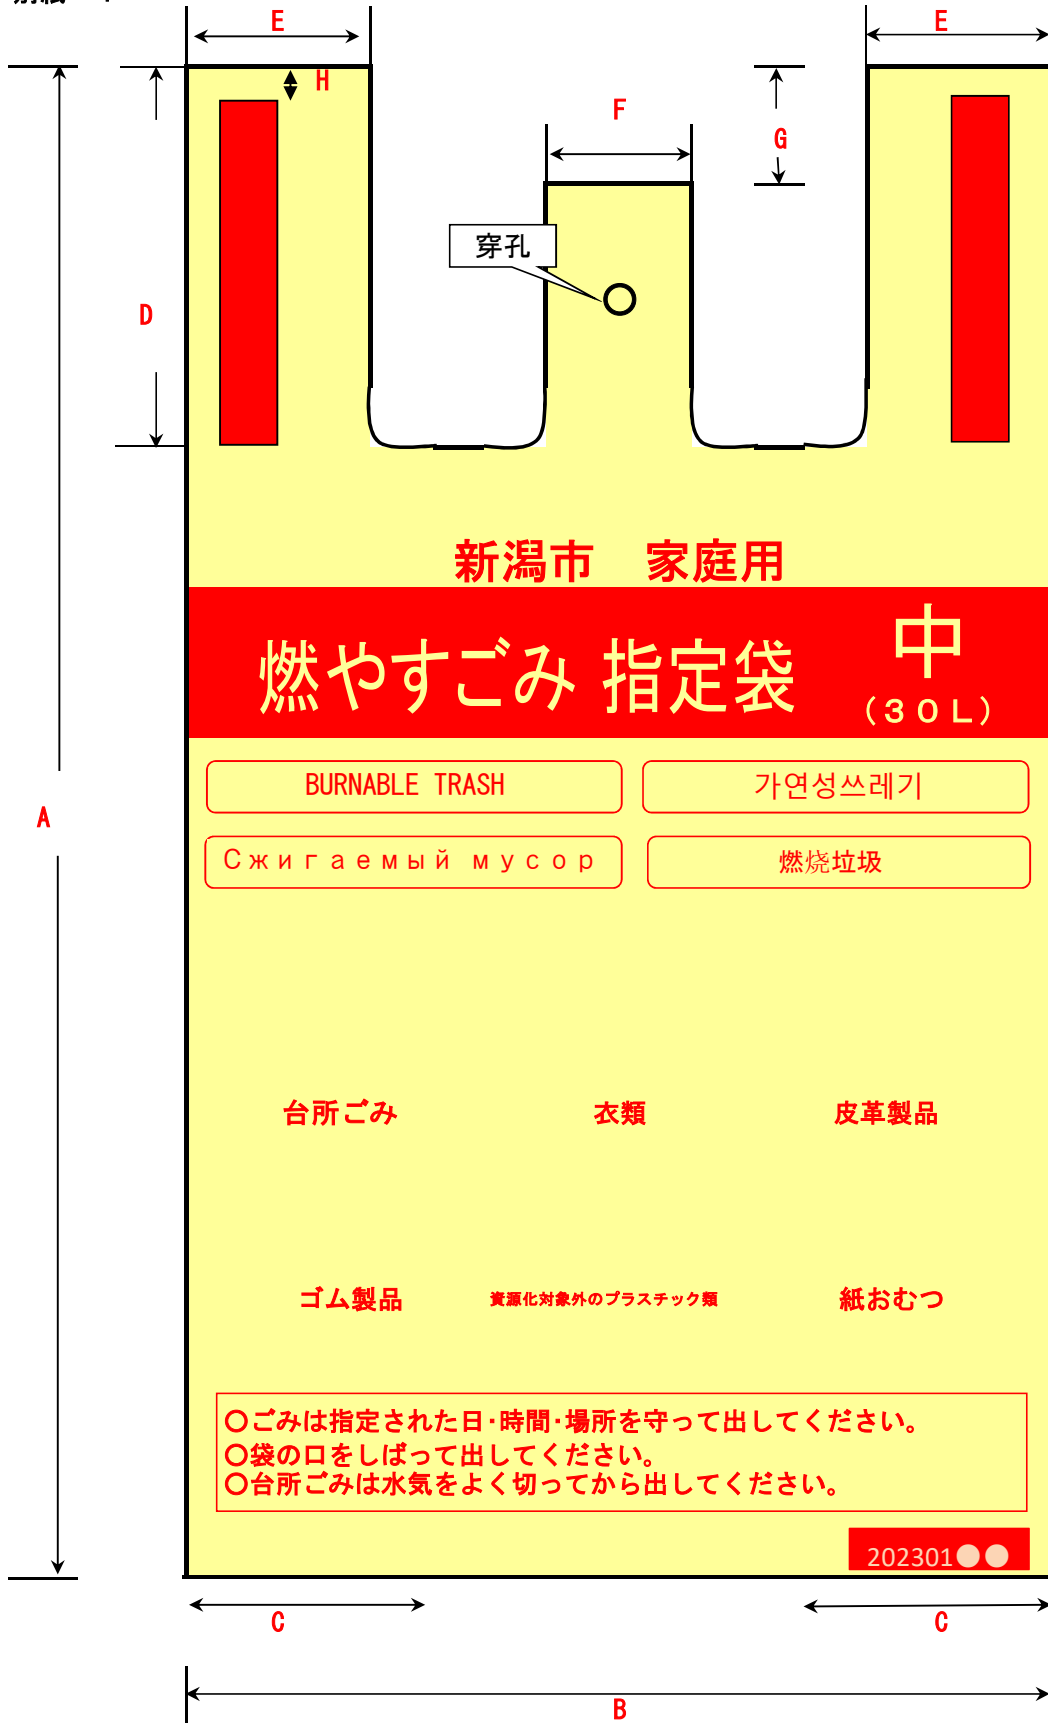 E E
H
F
G
穿孔
D
新潟市　家庭用
燃やすごみ 指定袋 中
(30L)
BURNABLE TRASH 가연성쓰레기
A
Сжигаемый мусор 燃烧垃圾
台所ごみ 衣類 皮革製品
ゴム製品 資源化対象外のプラスチック類 紙おむつ
○ごみは指定された日・時間・場所を守って出してください。
○袋の口をしばって出してください。
○台所ごみは水気をよく切ってから出してください。
202301●●
C C
B